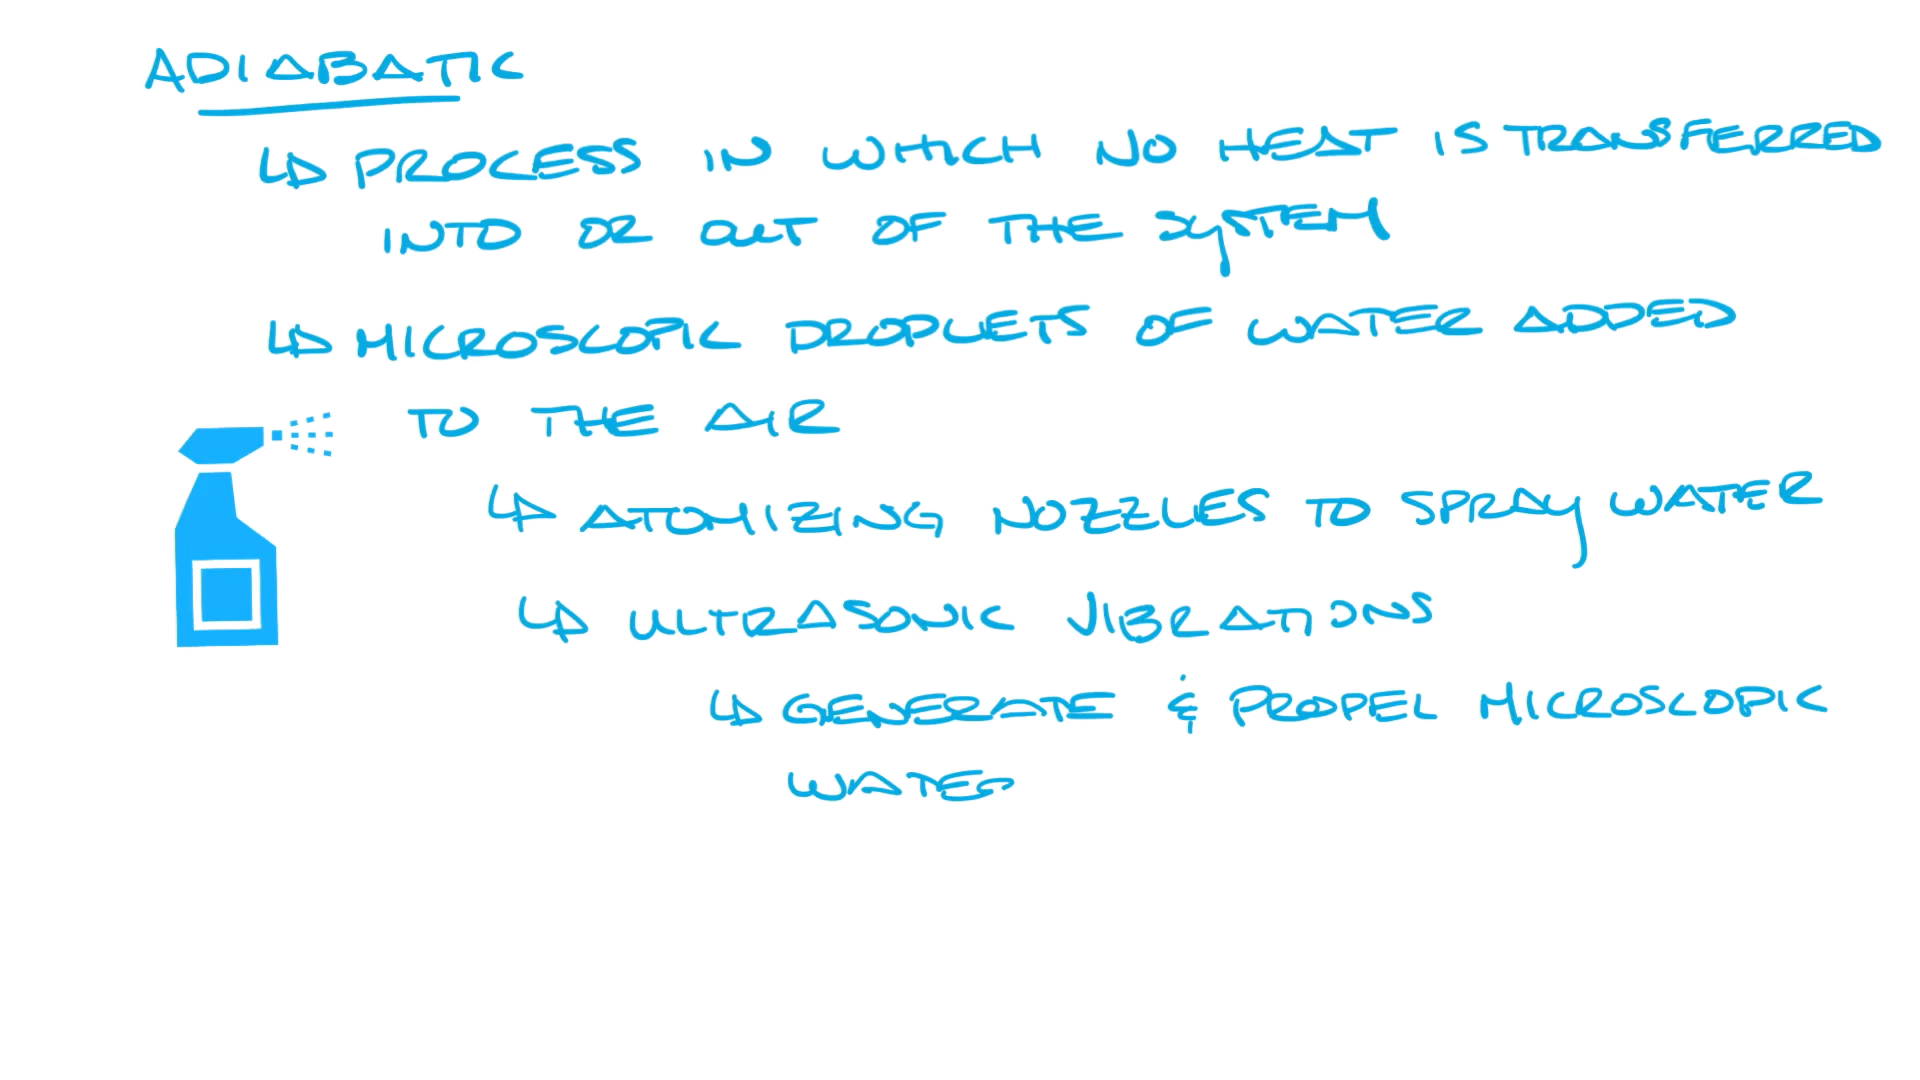 ADIABATIC
↳ PROCESS IN WHICH NO HEAT IS TRANSFERRED
INTO OR OUT OF THE SYSTEM
↳ MICROSCOPIC DROPLETS OF WATER ADDED
TO THE AIR
↳ ATOMIZING NOZZLES TO SPRAY WATER
↳ ULTRASONIC VIBRATIONS
↳ GENERATE & PROPEL MICROSCOPIC
WATER